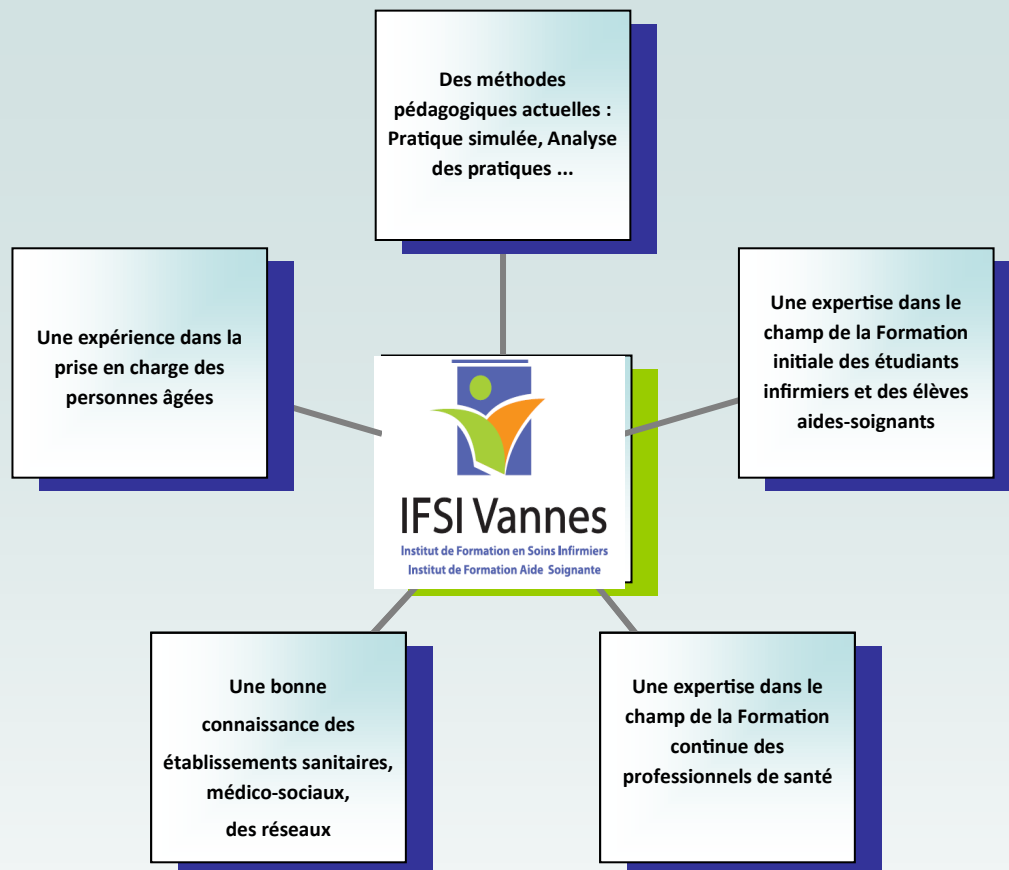 Des méthodes
pédagogiques actuelles :
Pratique simulée, Analyse
des pratiques ...
Une expérience dans la
prise en charge des
personnes âgées
Une expertise dans le
champ de la Formation
initiale des étudiants
infirmiers et des élèves
aides-soignants
IFSI Vannes
Institut de Formation en Soins Infirmiers
Institut de Formation Aide Soignante
Une bonne
connaissance des
établissements sanitaires,
médico-sociaux,
des réseaux
Une expertise dans le
champ de la Formation
continue des
professionnels de santé